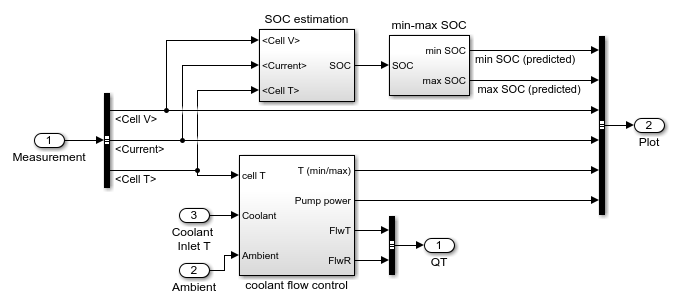 SOC estimation
min-max SOC
<Cell V>
<Current>
<Cell T>
SOC
SOC
min SOC
max SOC
min SOC (predicted)
max SOC (predicted)
1
Measurement
<Cell V>
<Current>
<Cell T>
2
Plot
cell T
Coolant
Ambient
T (min/max)
Pump power
FlwT
FlwR
coolant flow control
3
Coolant
Inlet T
2
Ambient
1
QT